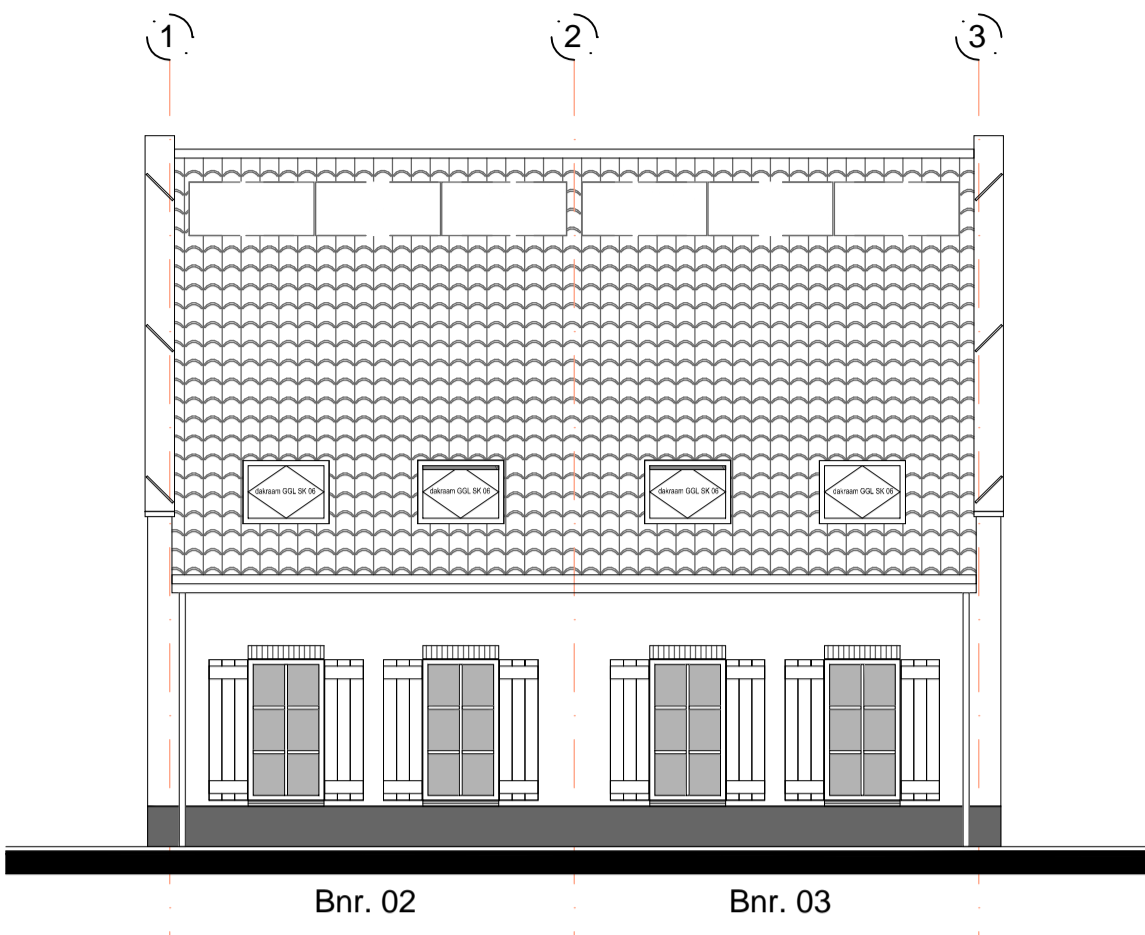 1 2 3
dakraam GGL SK 06 dakraam GGL SK 06 dakraam GGL SK 06 dakraam GGL SK 06
Bnr. 02 Bnr. 03